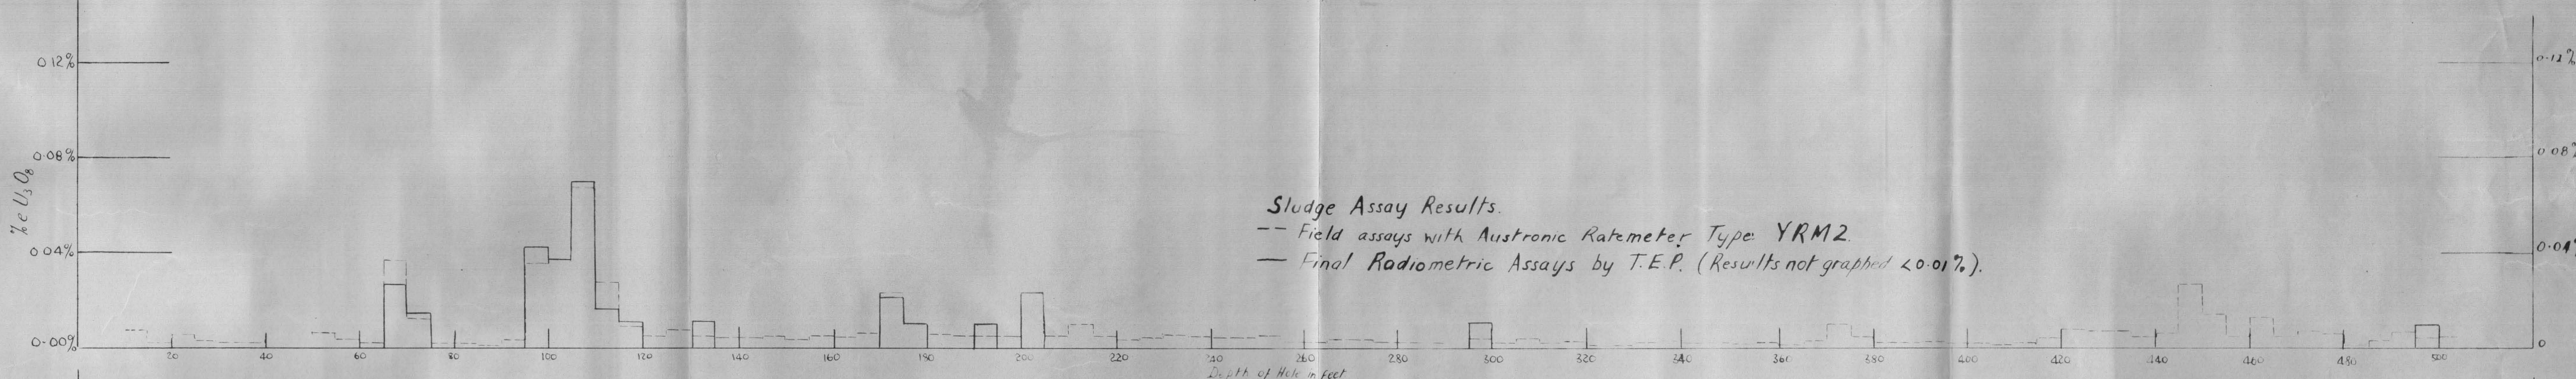 0.12%
0.08%
% e U3O8
0.04%
0.00%
0.12%
0.08%
0.04%
0
Sludge Assay Results.
-- Field assays with Austronic Ratemeter Type YRM2.
— Final Radiometric Assays by T.E.P. (Results not graphed <0.01%).
20 40 60 80 100 120 140 160 180 200 220 240 260 280 300 320 340 360 380 400 420 440 460 480 500
Depth of Hole in feet